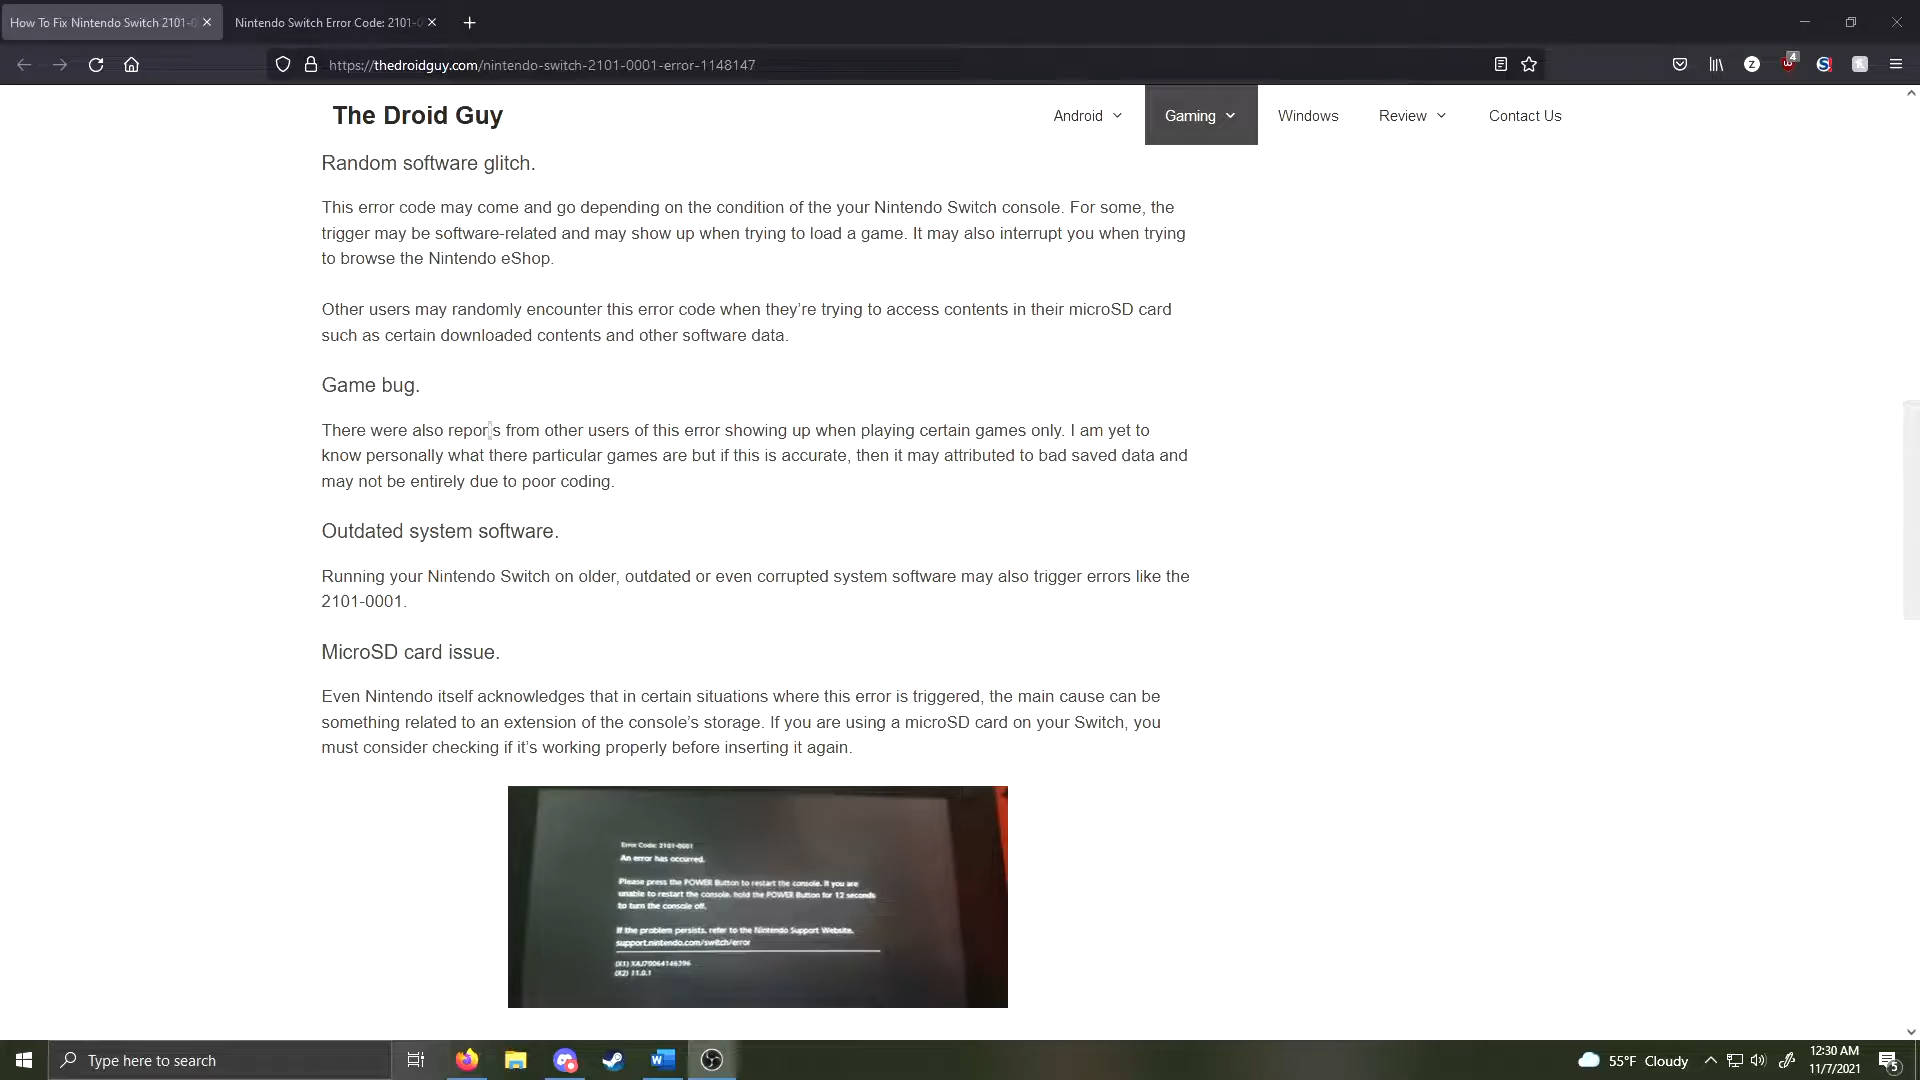 How To Fix Nintendo Switch 2101-0
Nintendo Switch Error Code: 2101-0
https://thedroidguy.com/nintendo-switch-2101-0001-error-1148147
4
Z
S
The Droid Guy
Android
Gaming
Windows
Review
Contact Us
Random software glitch.
This error code may come and go depending on the condition of the your Nintendo Switch console. For some, the
trigger may be software-related and may show up when trying to load a game. It may also interrupt you when trying
to browse the Nintendo eShop.
Other users may randomly encounter this error code when they’re trying to access contents in their microSD card
such as certain downloaded contents and other software data.
Game bug.
There were also reports from other users of this error showing up when playing certain games only. I am yet to
know personally what there particular games are but if this is accurate, then it may attributed to bad saved data and
may not be entirely due to poor coding.
Outdated system software.
Running your Nintendo Switch on older, outdated or even corrupted system software may also trigger errors like the
2101-0001.
MicroSD card issue.
Even Nintendo itself acknowledges that in certain situations where this error is triggered, the main cause can be
something related to an extension of the console’s storage. If you are using a microSD card on your Switch, you
must consider checking if it’s working properly before inserting it again.
Error Code: 2101-0001
An error has occurred.
Please press the POWER Button to restart the console. If you are
unable to restart the console, hold the POWER Button for 12 seconds
to turn the console off.
If the problem persists, refer to the Nintendo Support Website.
support.nintendo.com/switch/error
(X1) XAJ70064146396
(X2) 11.0.1
Type here to search
W
55°F Cloudy
12:30 AM
11/7/2021
5